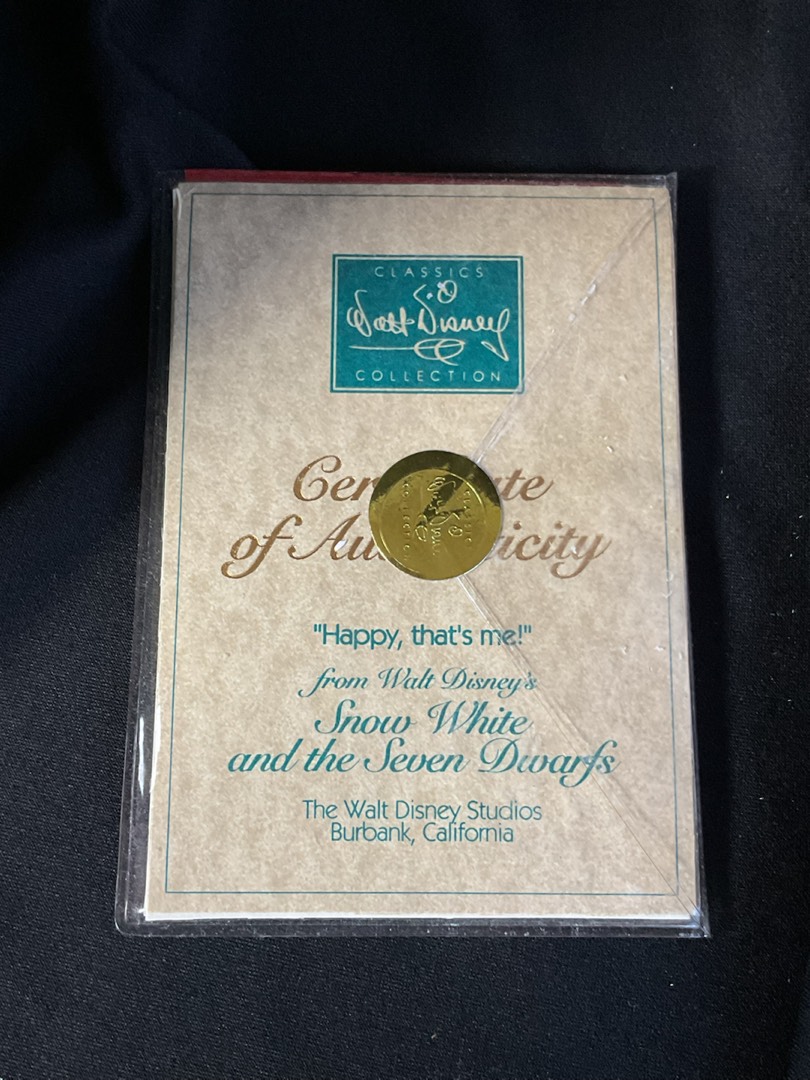 CLASSICS
Walt Disney
COLLECTION
of
"Happy, that's me!"
from Walt Disney's
Snow White
and the Seven Dwarfs
The Walt Disney Studios
Burbank, California